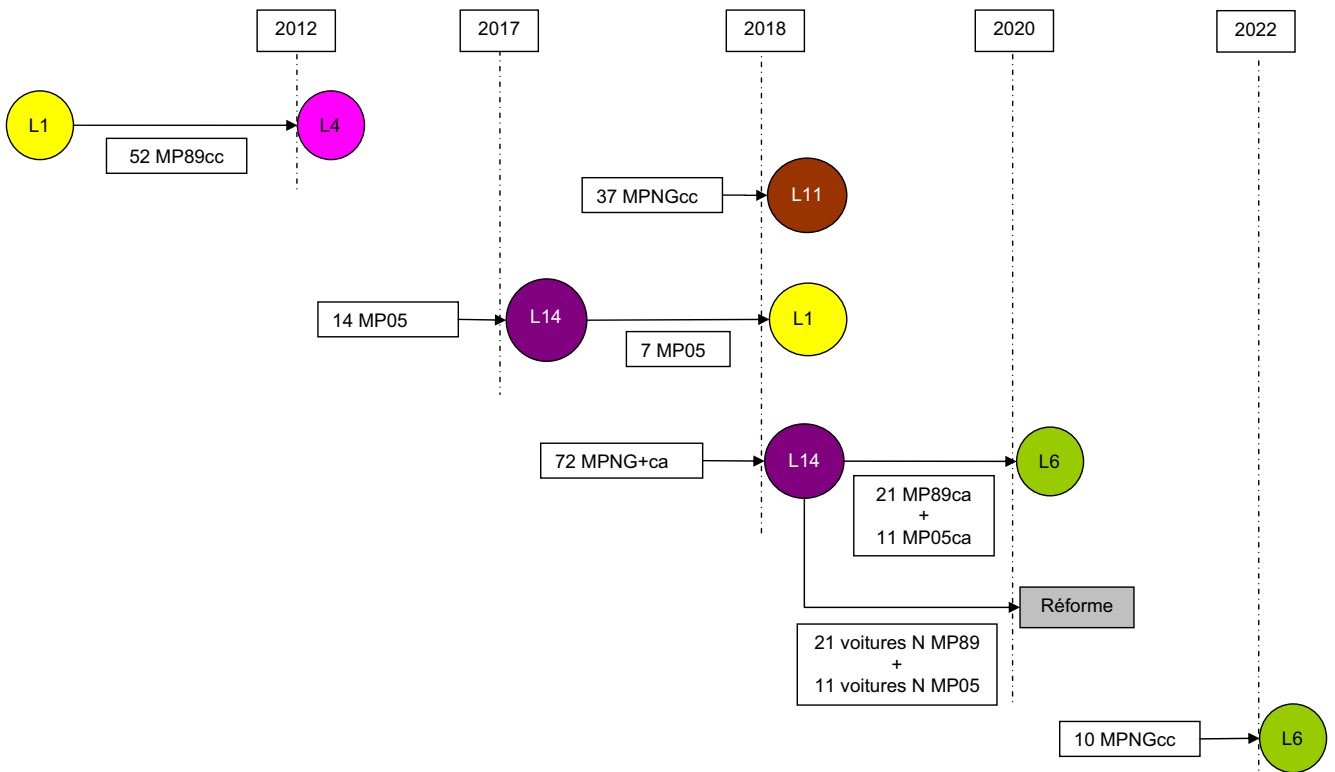 2012
2017
2018
2020
2022
L1
L4
52 MP89cc
37 MPNGcc
L11
14 MP05
L14
7 MP05
L1
72 MPNG+ca
L14
L6
21 MP89ca
+
11 MP05ca
Réforme
21 voitures N MP89
+
11 voitures N MP05
10 MPNGcc
L6